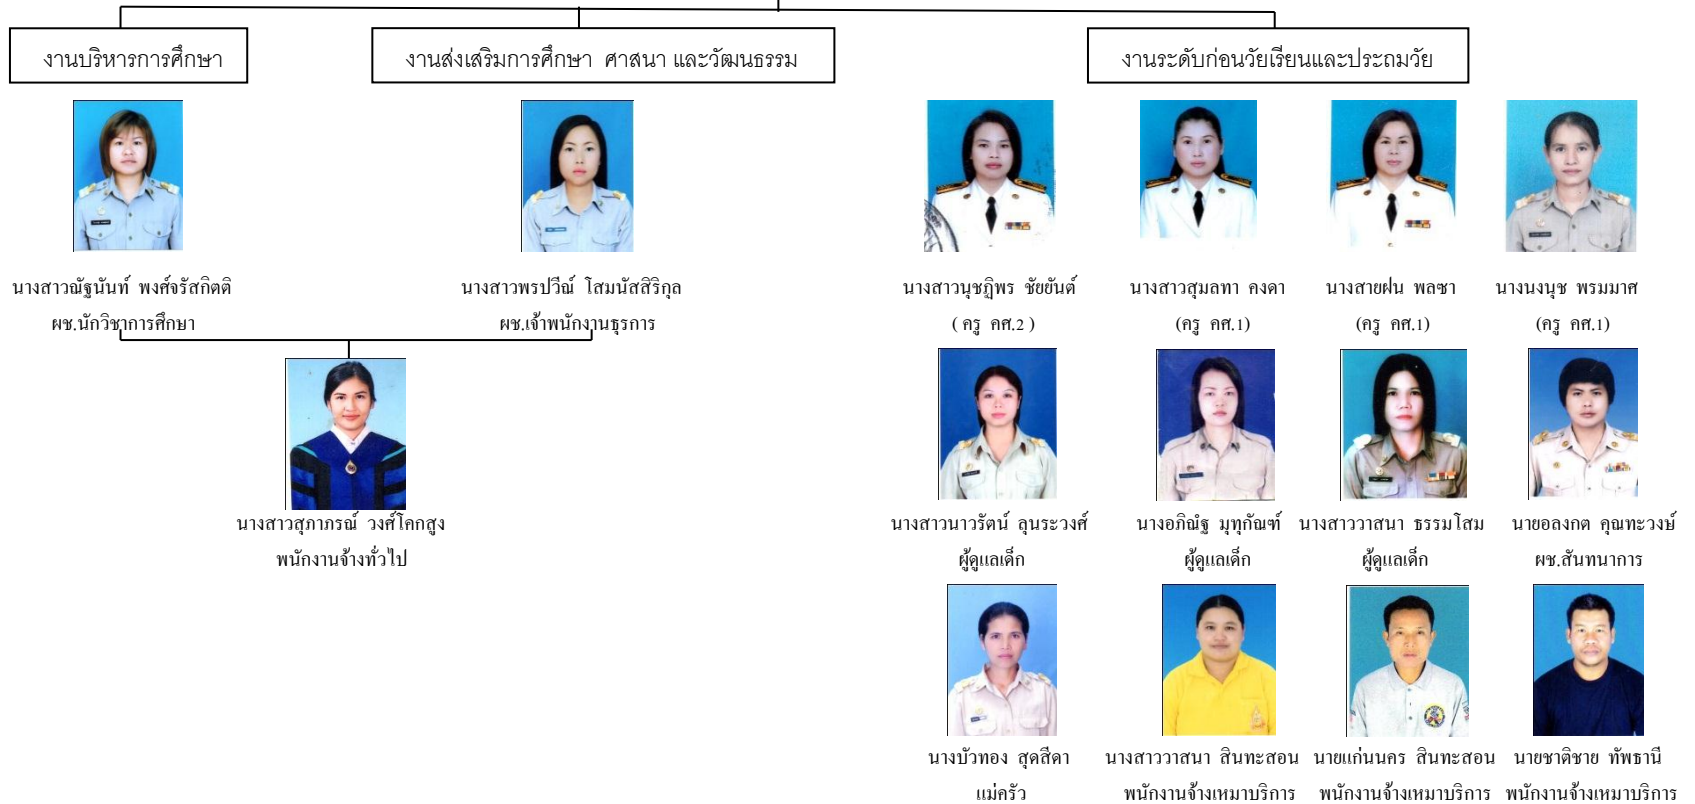 งานบริหารการศึกษา
งานส่งเสริมการศึกษา ศาสนา และวัฒนธรรม
งานระดับก่อนวัยเรียนและประถมวัย
นางสาวณัฐนันท์ พงศ์จรัสกิตติ
ผช.นักวิชาการศึกษา
นางสาวพรปวีณ์ โสมนัสสิริกุล
ผช.เจ้าพนักงานธุรการ
นางสาวสุภาภรณ์ วงศ์โคกสูง
พนักงานจ้างทั่วไป
นางสาวนุชฎิพร ชัยยันต์
( ครู คศ.2 )
นางสาวสุมลทา คงดา
(ครู คศ.1)
นางสายฝน พลซา
(ครู คศ.1)
นางนงนุช พรมมาศ
(ครู คศ.1)
นางสาวนาวรัตน์ ลุนระวงศ์
ผู้ดูแลเด็ก
นางอภิณัฐ มุทุกัณฑ์
ผู้ดูแลเด็ก
นางสาววาสนา ธรรมโสม
ผู้ดูแลเด็ก
นายอลงกต คุณทะวงษ์
ผช.สันทนาการ
นางบัวทอง สุดสีดา
แม่ครัว
นางสาววาสนา สินทะสอน
พนักงานจ้างเหมาบริการ
นายแก่นนคร สินทะสอน
พนักงานจ้างเหมาบริการ
นายชาติชาย ทัพธานี
พนักงานจ้างเหมาบริการ